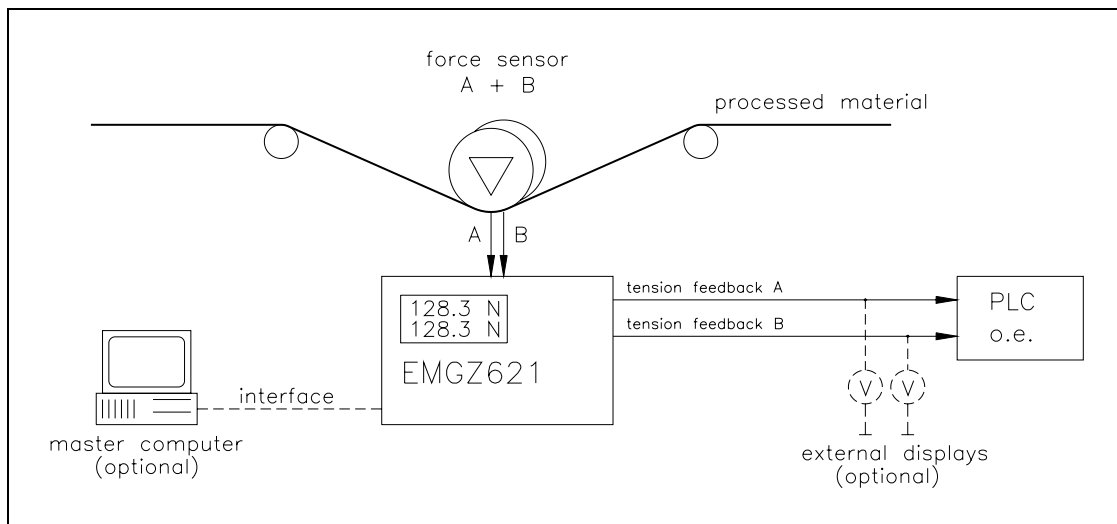 force sensor
A + B
processed material
A
B
tension feedback A
128.3 N
128.3 N
tension feedback B
PLC
o.e.
EMGZ621
interface
V
V
master computer
(optional)
external displays
(optional)